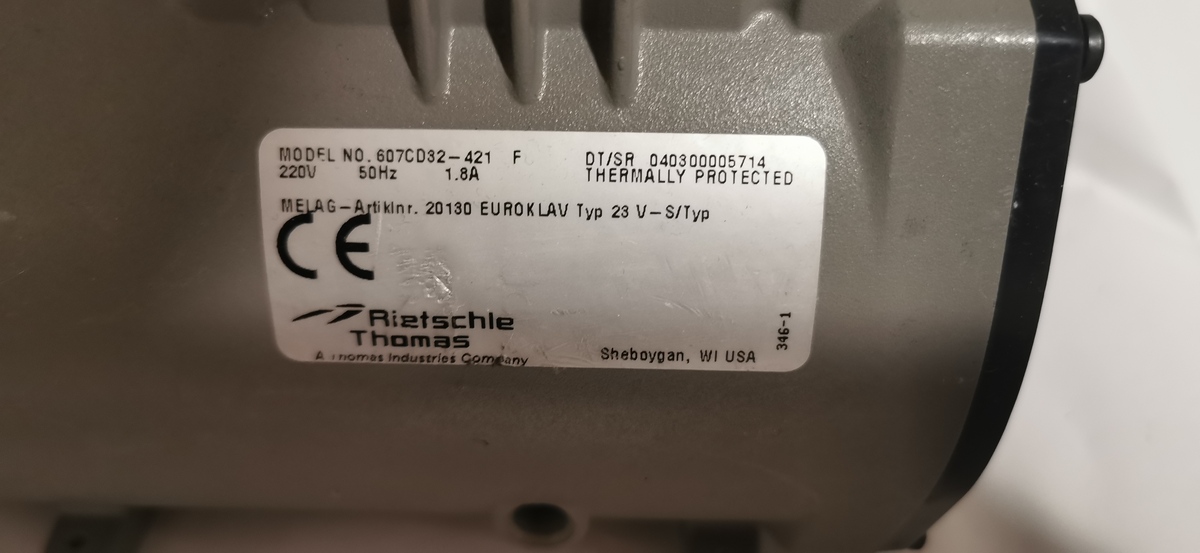 MODEL NO. 607CD32-421 F DT/SR 040300005714
220V 50Hz 1.8A THERMALLY PROTECTED
MELAG-Artiklnr. 20130 EUROKLAV Typ 23 V-S/Typ
CE
Rietschle
Thomas
A Thomas Industries Company Sheboygan, WI USA
346-1